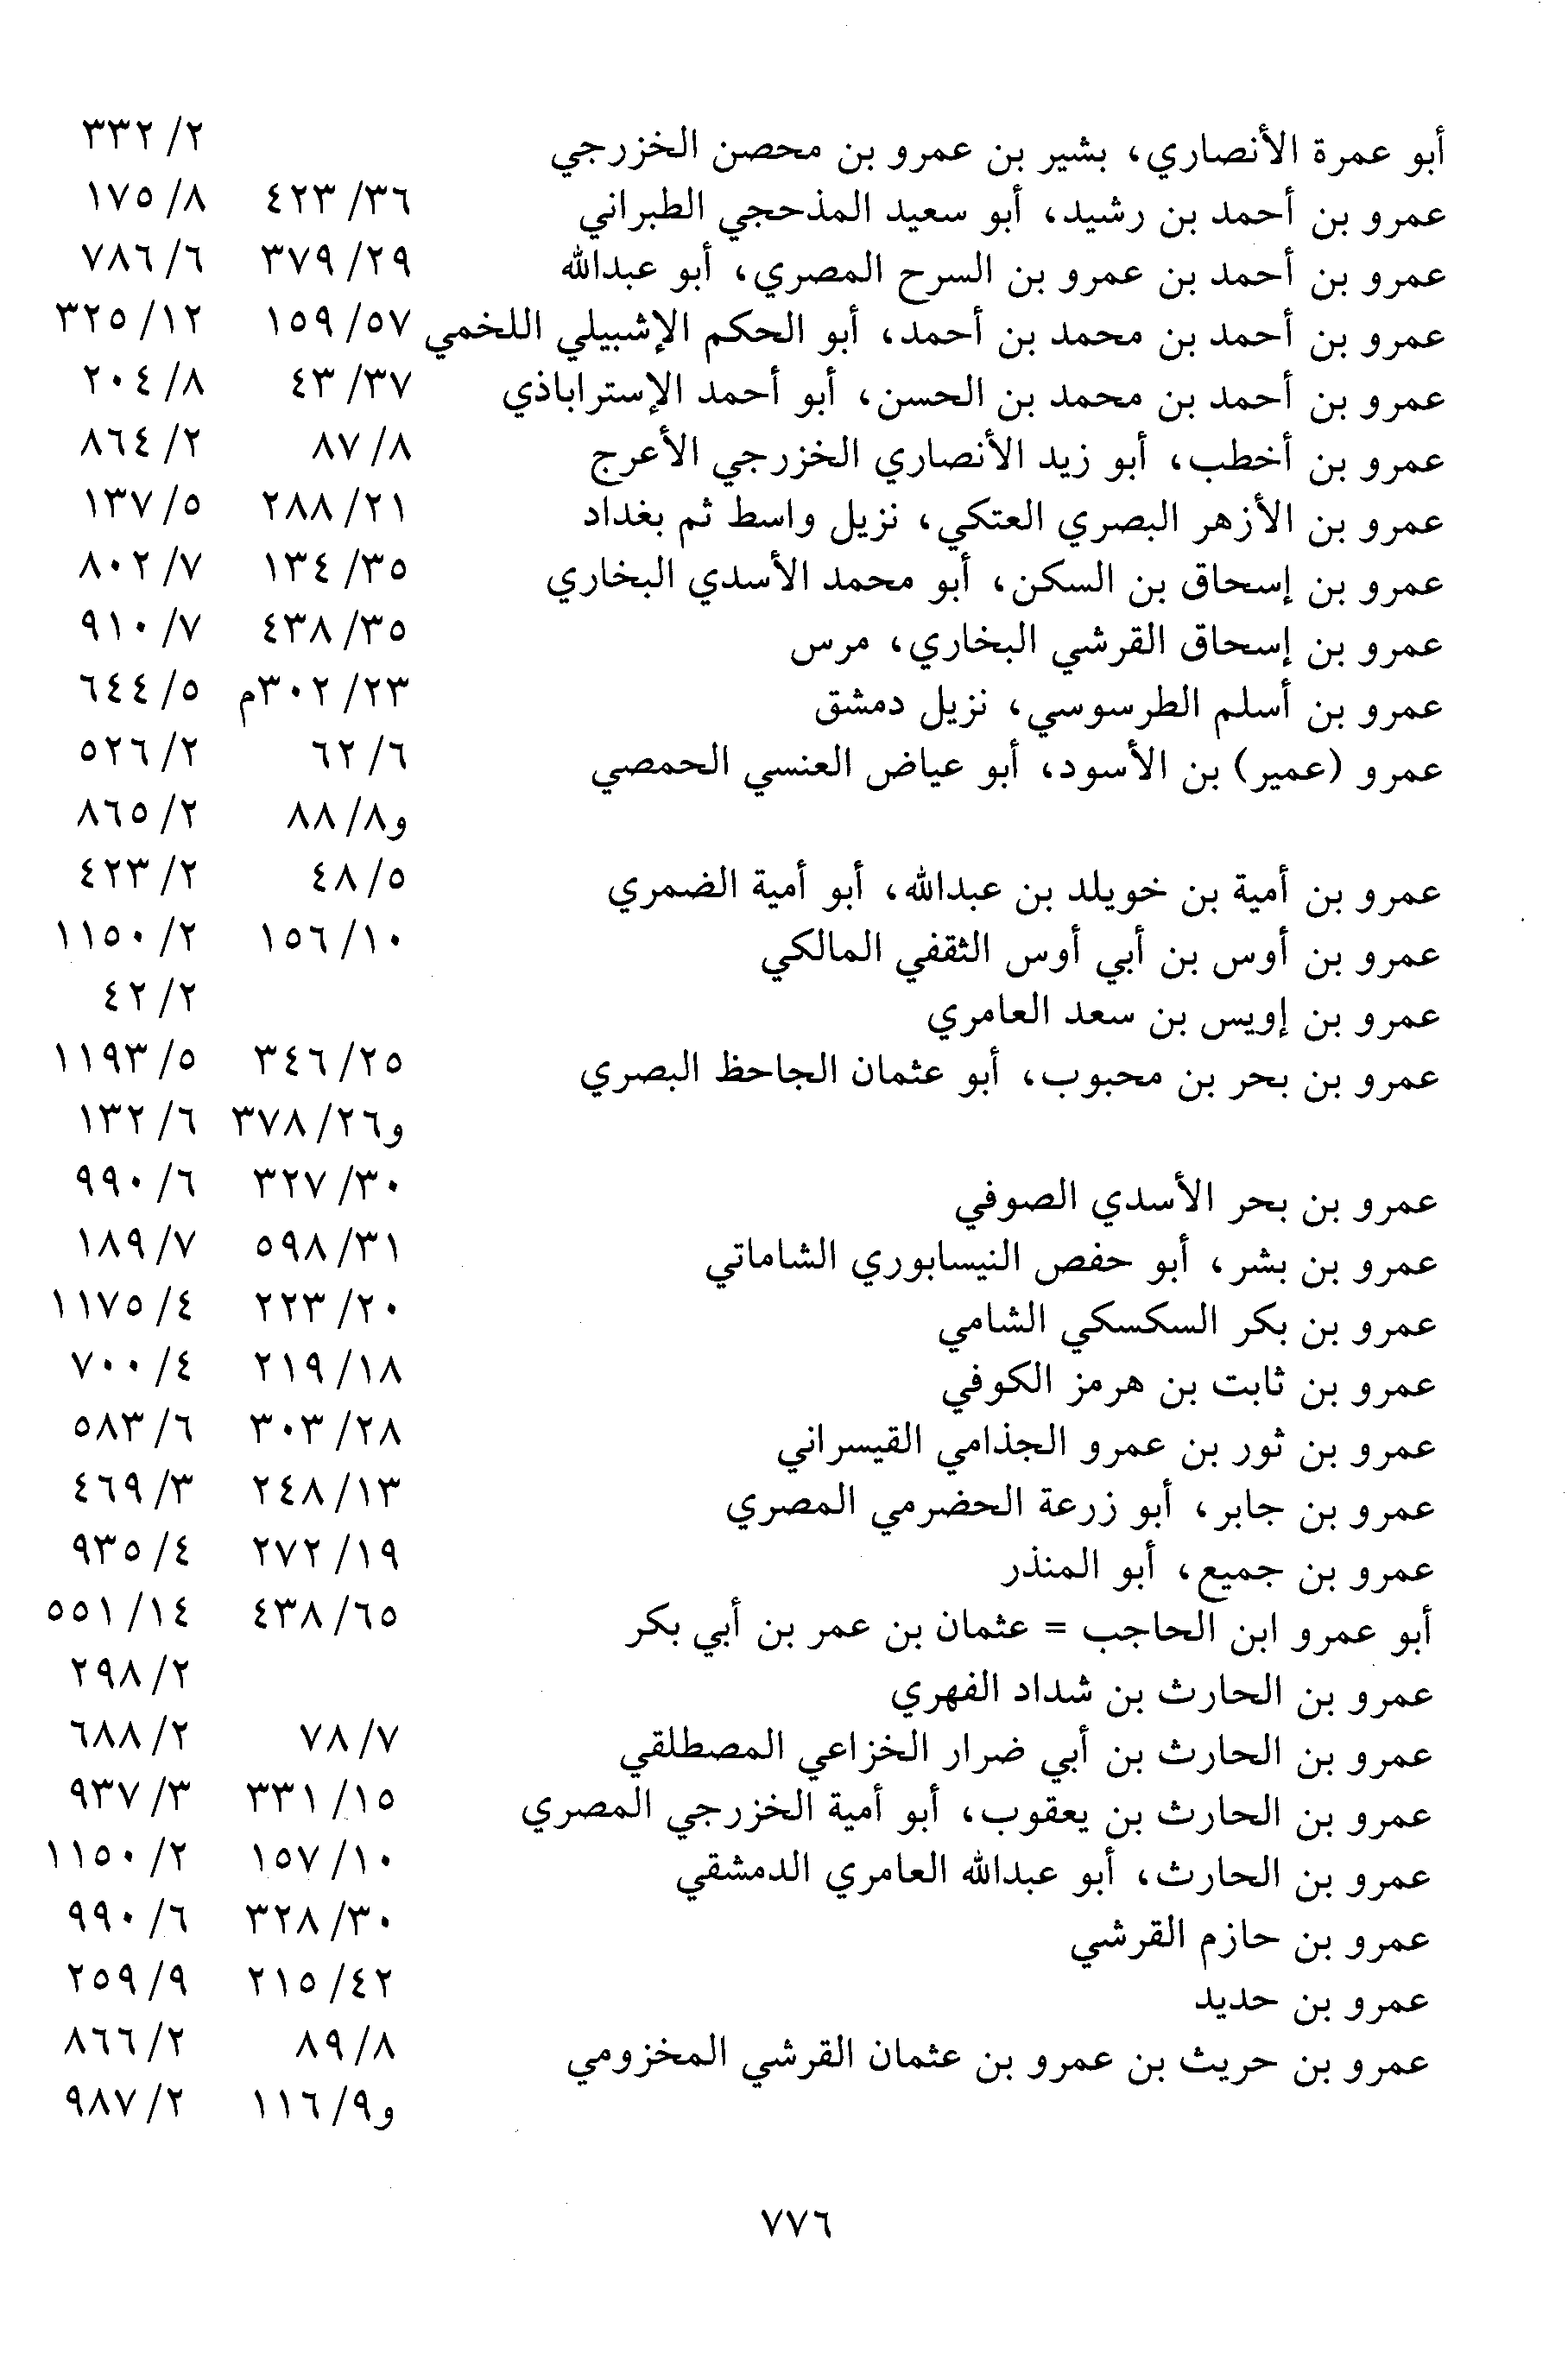 أبو عمرة الأنصاري، بشير بن عمرو بن محصن الخزرجي ٢/ ٣٣٢
عمرو بن أحمد بن رشيد، أبو سعيد المذحجي الطبراني ٣٦/ ٤٢٣ ٨/ ١٧٥
عمرو بن أحمد بن عمرو بن السرح المصري، أبو عبدالله ٢٩/ ٣٧٩ ٦/ ٧٨٦
عمرو بن أحمد بن محمد بن أحمد، أبو الحكم الإشبيلي اللخمي ٥٧/ ١٥٩ ١٢/ ٣٢٥
عمرو بن أحمد بن محمد بن الحسن، أبو أحمد الإستراباذي ٣٧/ ٤٣ ٨/ ٢٠٤
عمرو بن أخطب، أبو زيد الأنصاري الخزرجي الأعرج ٨/ ٨٧ ٢/ ٨٦٤
عمرو بن الأزهر البصري العتكي، نزيل واسط ثم بغداد ٢١/ ٢٨٨ ٥/ ١٣٧
عمرو بن إسحاق بن السكن، أبو محمد الأسدي البخاري ٣٥/ ١٣٤ ٧/ ٨٠٢
عمرو بن إسحاق القرشي البخاري، مرس ٣٥/ ٤٣٨ ٧/ ٩١٠
عمرو بن أسلم الطرسوسي، نزيل دمشق ٢٣/ ٣٠٢م ٥/ ٦٤٤
عمرو (عمير) بن الأسود، أبو عياض العنسي الحمصي ٦/ ٦٢ ٢/ ٥٢٦
و٨/ ٨٨ ٢/ ٨٦٥
عمرو بن أمية بن خويلد بن عبدالله، أبو أمية الضمري ٥/ ٤٨ ٢/ ٤٢٣
عمرو بن أوس بن أبي أوس الثقفي المالكي ١٠/ ١٥٦ ٢/ ١١٥٠
عمرو بن إويس بن سعد العامري ٢/ ٤٢
عمرو بن بحر بن محبوب، أبو عثمان الجاحظ البصري ٢٥/ ٣٤٦ ٥/ ١١٩٣
و٢٦/ ٣٧٨ ٦/ ١٣٢
عمرو بن بحر الأسدي الصوفي ٣٠/ ٣٢٧ ٦/ ٩٩٠
عمرو بن بشر، أبو حفص النيسابوري الشاماتي ٣١/ ٥٩٨ ٧/ ١٨٩
عمرو بن بكر السكسكي الشامي ٢٠/ ٢٢٣ ٤/ ١١٧٥
عمرو بن ثابت بن هرمز الكوفي ١٨/ ٢١٩ ٤/ ٧٠٠
عمرو بن ثور بن عمرو الجذامي القيسراني ٢٨/ ٣٠٣ ٦/ ٥٨٣
عمرو بن جابر، أبو زرعة الحضرمي المصري ١٣/ ٢٤٨ ٣/ ٤٦٩
عمرو بن جميع، أبو المنذر ١٩/ ٢٧٢ ٤/ ٩٣٥
أبو عمرو ابن الحاجب = عثمان بن عمر بن أبي بكر ٦٥/ ٤٣٨ ١٤/ ٥٥١
عمرو بن الحارث بن شداد الفهري ٢/ ٢٩٨
عمرو بن الحارث بن أبي ضرار الخزاعي المصطلقي ٧/ ٧٨ ٢/ ٦٨٨
عمرو بن الحارث بن يعقوب، أبو أمية الخزرجي المصري ١٥/ ٣٣١ ٣/ ٩٣٧
عمرو بن الحارث، أبو عبدالله العامري الدمشقي ١٠/ ١٥٧ ٢/ ١١٥٠
عمرو بن حازم القرشي ٣٠/ ٣٢٨ ٦/ ٩٩٠
عمرو بن حديد ٤٢/ ٢١٥ ٩/ ٢٥٩
عمرو بن حريث بن عمرو بن عثمان القرشي المخزومي ٨/ ٨٩ ٢/ ٨٦٦
و٩/ ١١٦ ٢/ ٩٨٧
٧٧٦